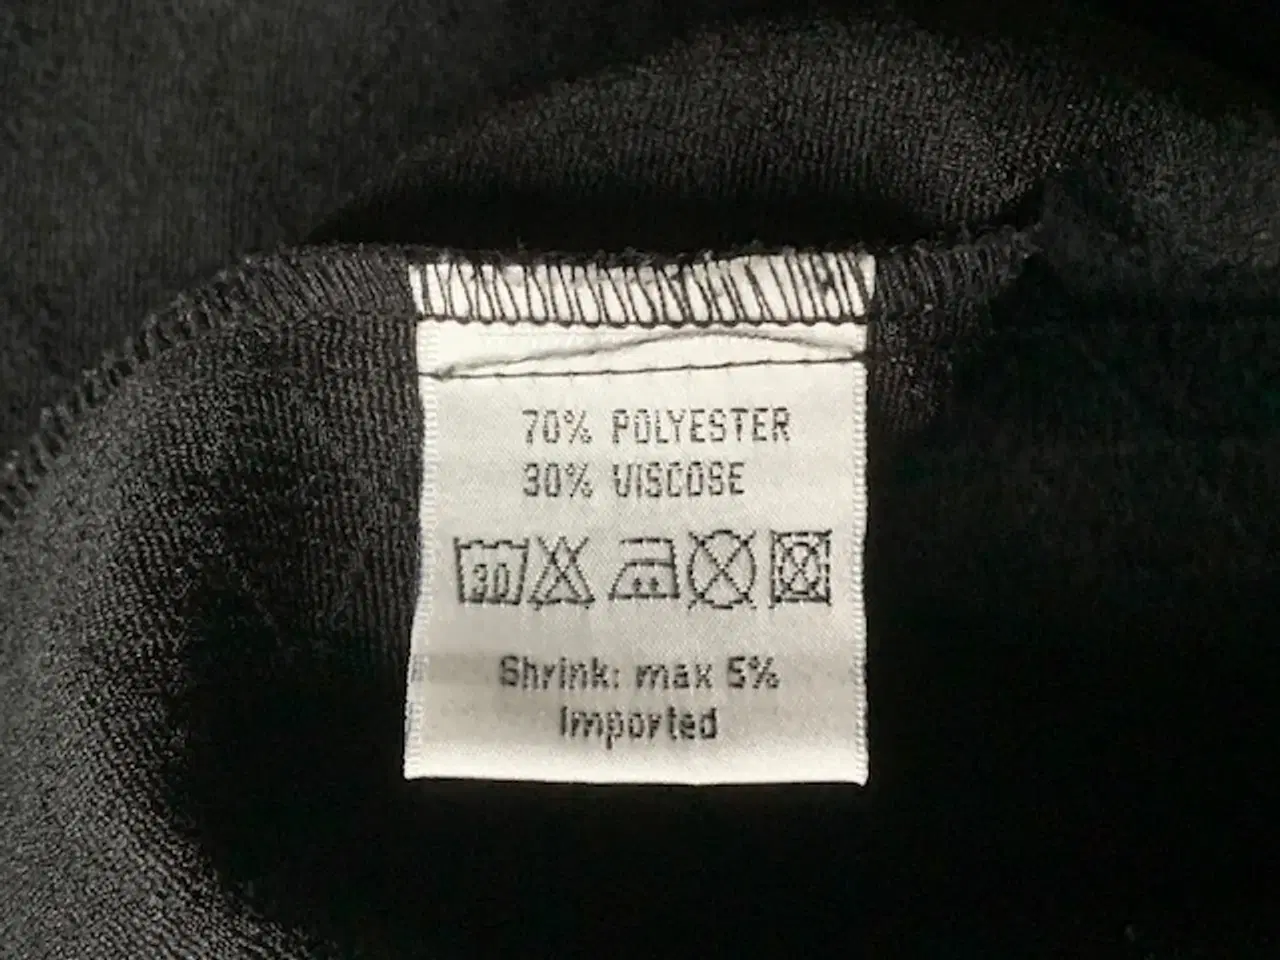 70% POLYESTER
30% VISCOSE
30
Shrink: max 5%
Imported